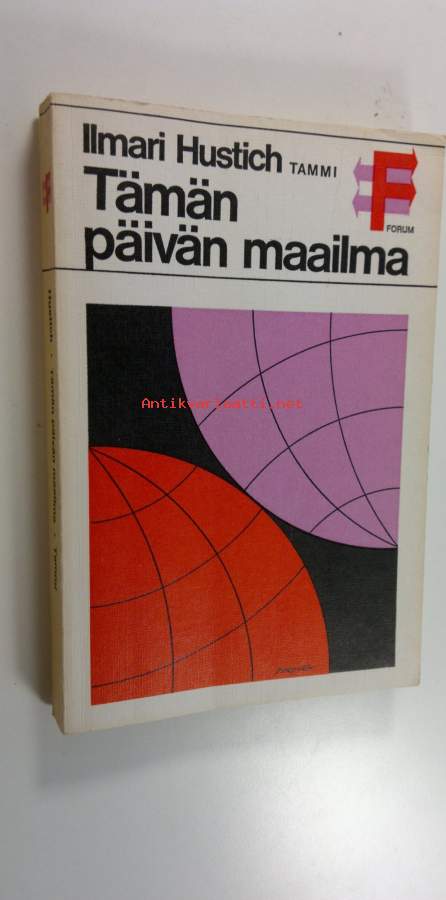 Ilmari Hustich TAMMI
Tämän
päivän maailma
F
FORUM
Antikvariaatti.net
F
Hustich · Tämän päivän maailma · Tammi